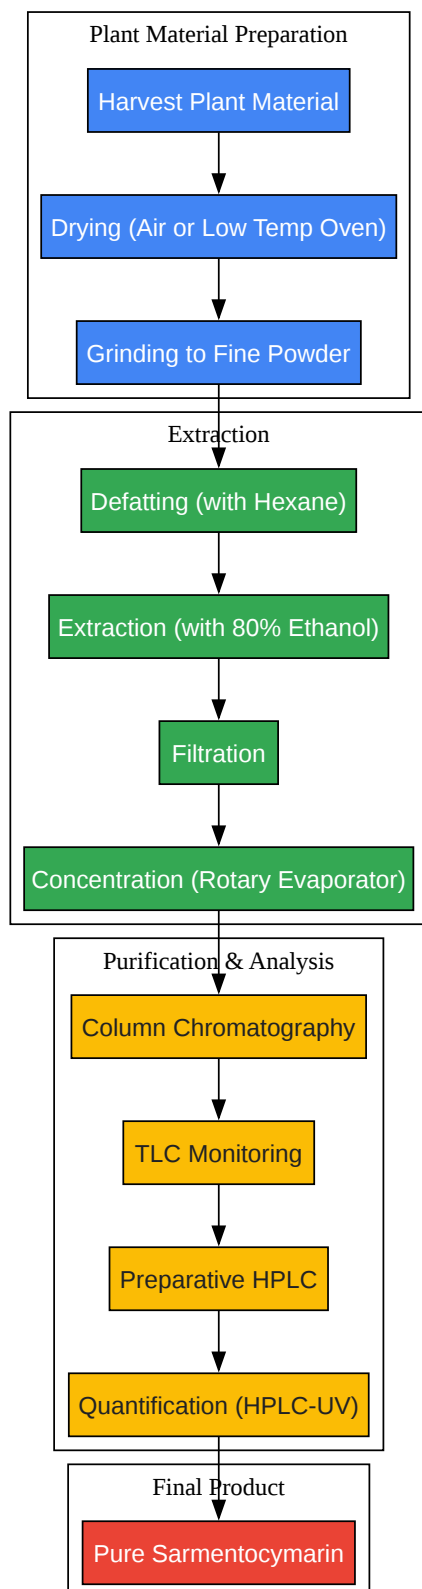 Plant Material Preparation
Harvest Plant Material
Drying (Air or Low Temp Oven)
Grinding to Fine Powder
Extraction
Defatting (with Hexane)
Extraction (with 80% Ethanol)
Filtration
Concentration (Rotary Evaporator)
Purification & Analysis
Column Chromatography
TLC Monitoring
Preparative HPLC
Quantification (HPLC-UV)
Final Product
Pure Sarmentocymarin